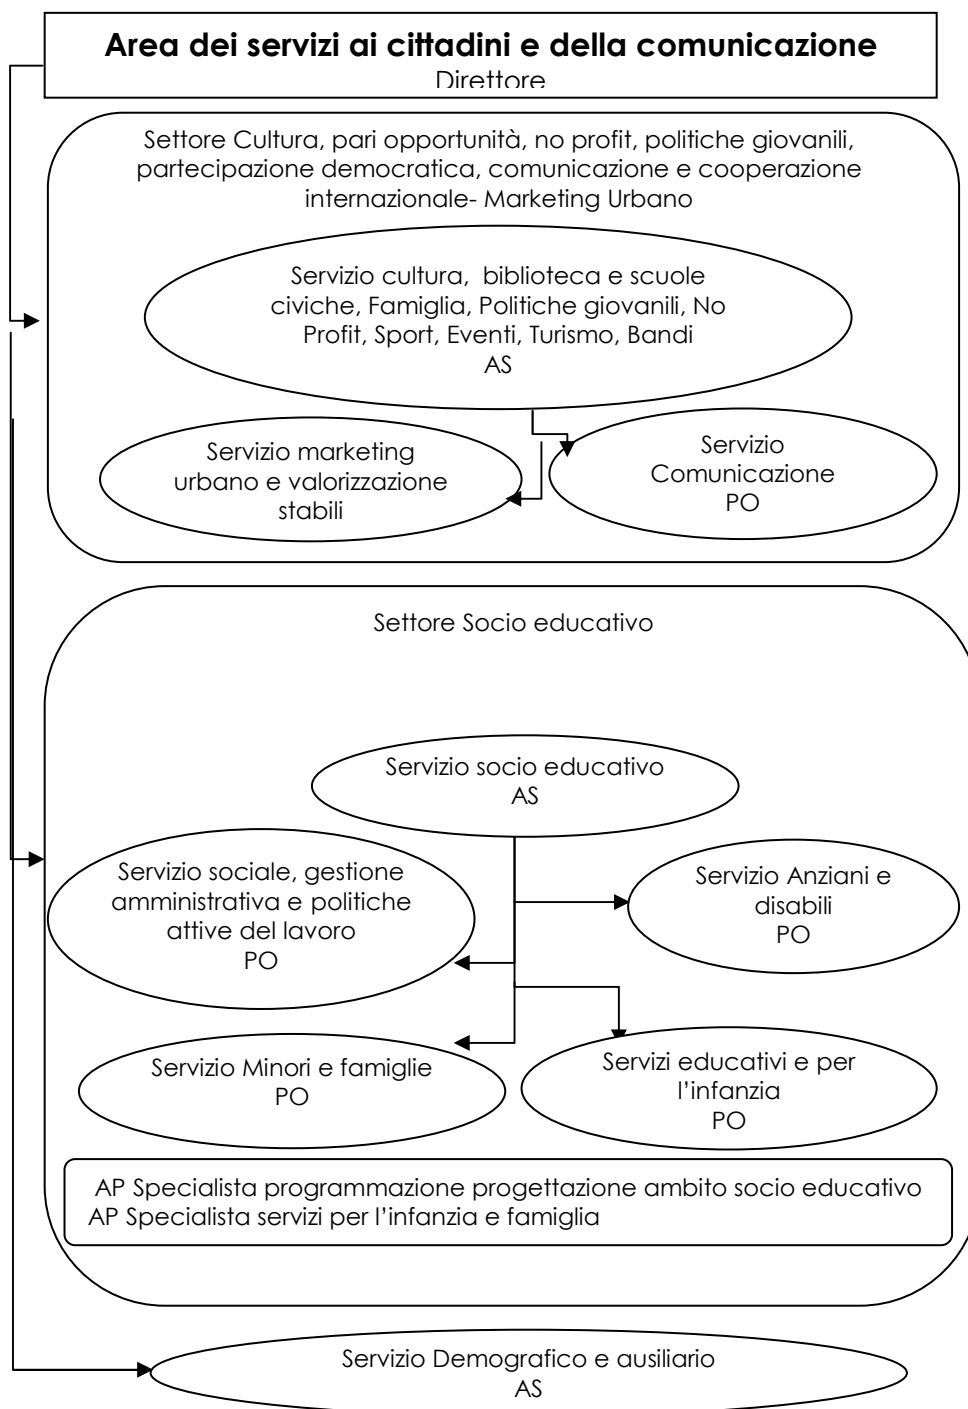 Area dei servizi ai cittadini e della comunicazione
Direttore
Settore Cultura, pari opportunità, no profit, politiche giovanili,
partecipazione democratica, comunicazione e cooperazione
internazionale- Marketing Urbano
Servizio cultura, biblioteca e scuole
civiche, Famiglia, Politiche giovanili, No
Profit, Sport, Eventi, Turismo, Bandi
AS
Servizio marketing
urbano e valorizzazione
stabili
Servizio
Comunicazione
PO
Settore Socio educativo
Servizio socio educativo
AS
Servizio sociale, gestione
amministrativa e politiche
attive del lavoro
PO
Servizio Anziani e
disabili
PO
Servizio Minori e famiglie
PO
Servizi educativi e per
l’infanzia
PO
AP Specialista programmazione progettazione ambito socio educativo
AP Specialista servizi per l’infanzia e famiglia
Servizio Demografico e ausiliario
AS